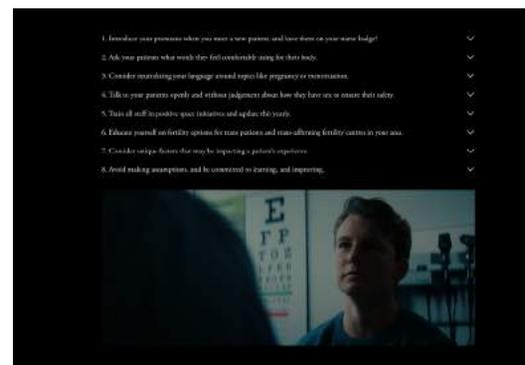 1. Introduce your pronouns when you meet a new patient, and have them on your name badge!
2. Ask your patients what words they feel comfortable using for their body.
3. Consider neutralizing your language around topics like pregnancy or menstruation.
4. Talk to your patients openly and without judgement about how they have sex to ensure their safety.
5. Train all staff in positive space initiatives and update this yearly.
6. Educate yourself on fertility options for trans patients and trans-affirming fertility centres in your area.
7. Consider unique factors that may be impacting a patient's experience.
8. Avoid making assumptions, and be committed to learning, and improving.
E
F P
T O Z